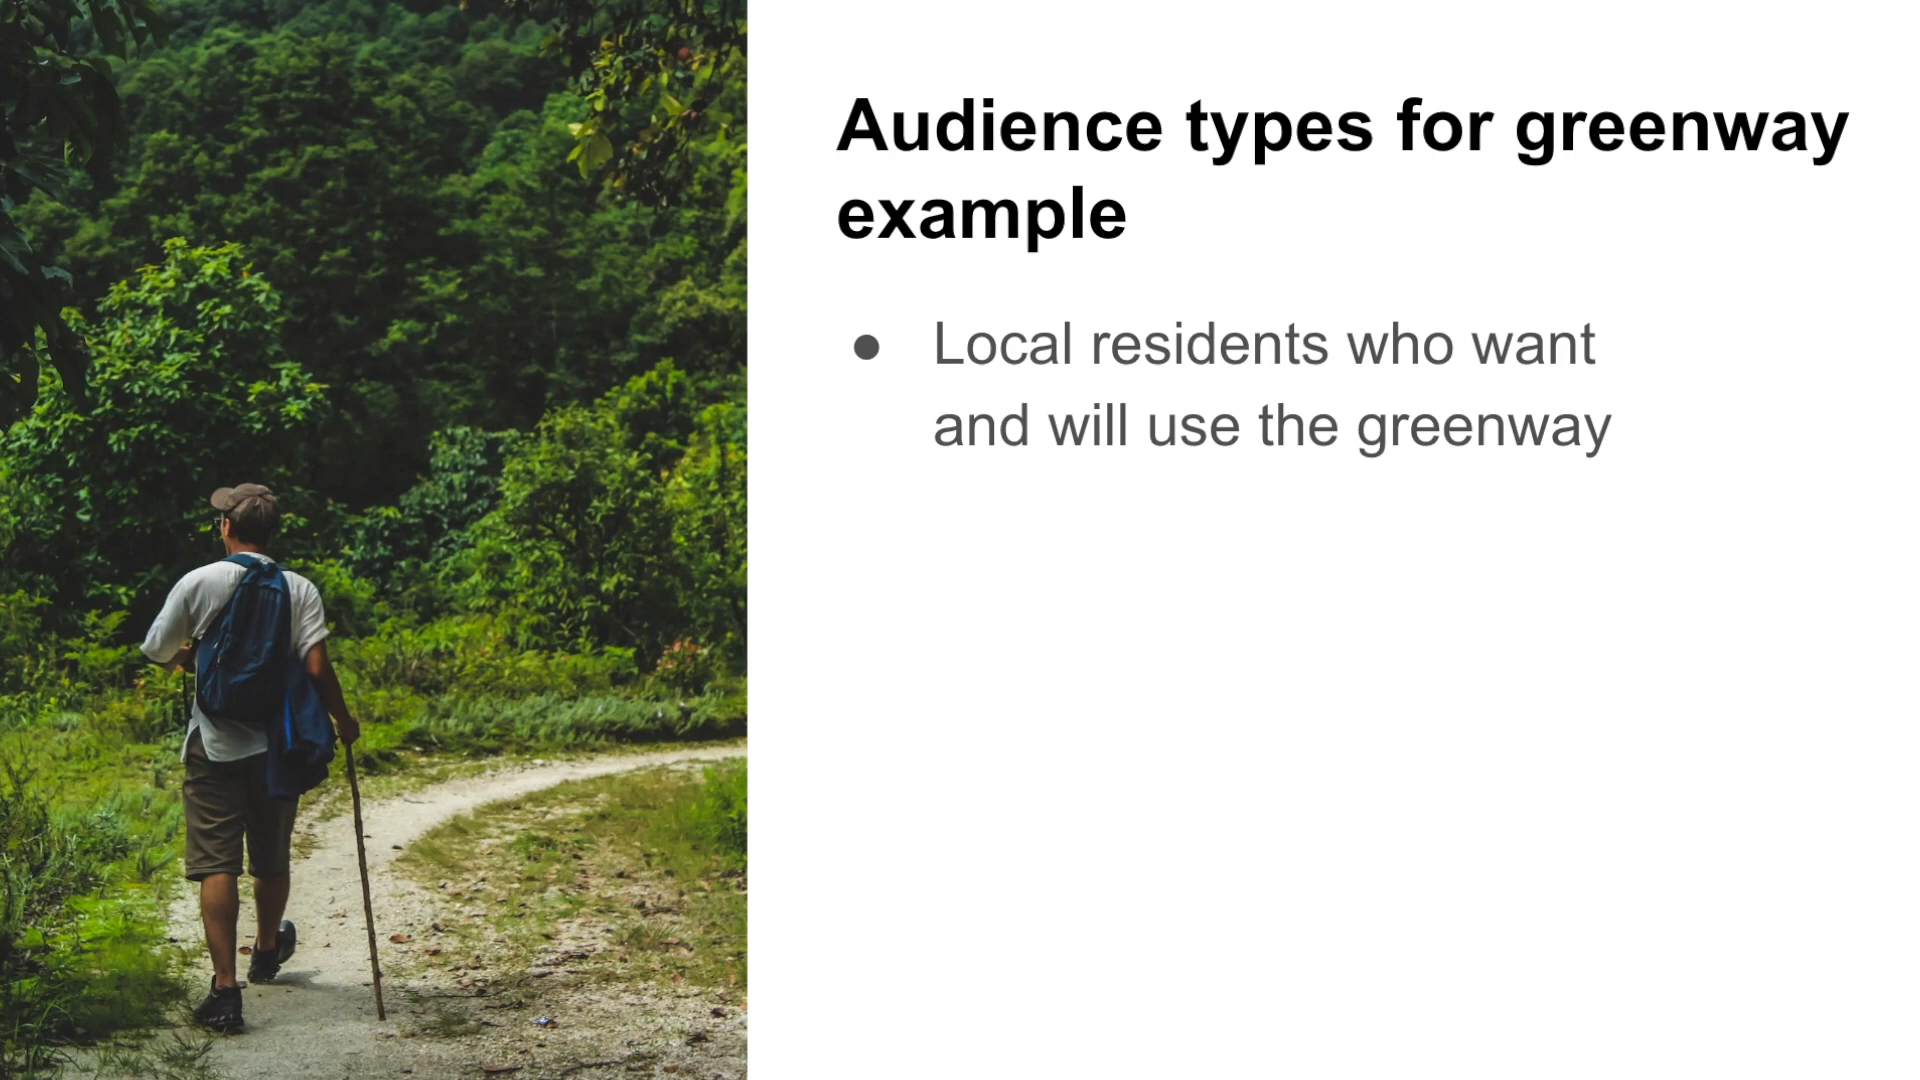 Audience types for greenway
example
● Local residents who want
and will use the greenway